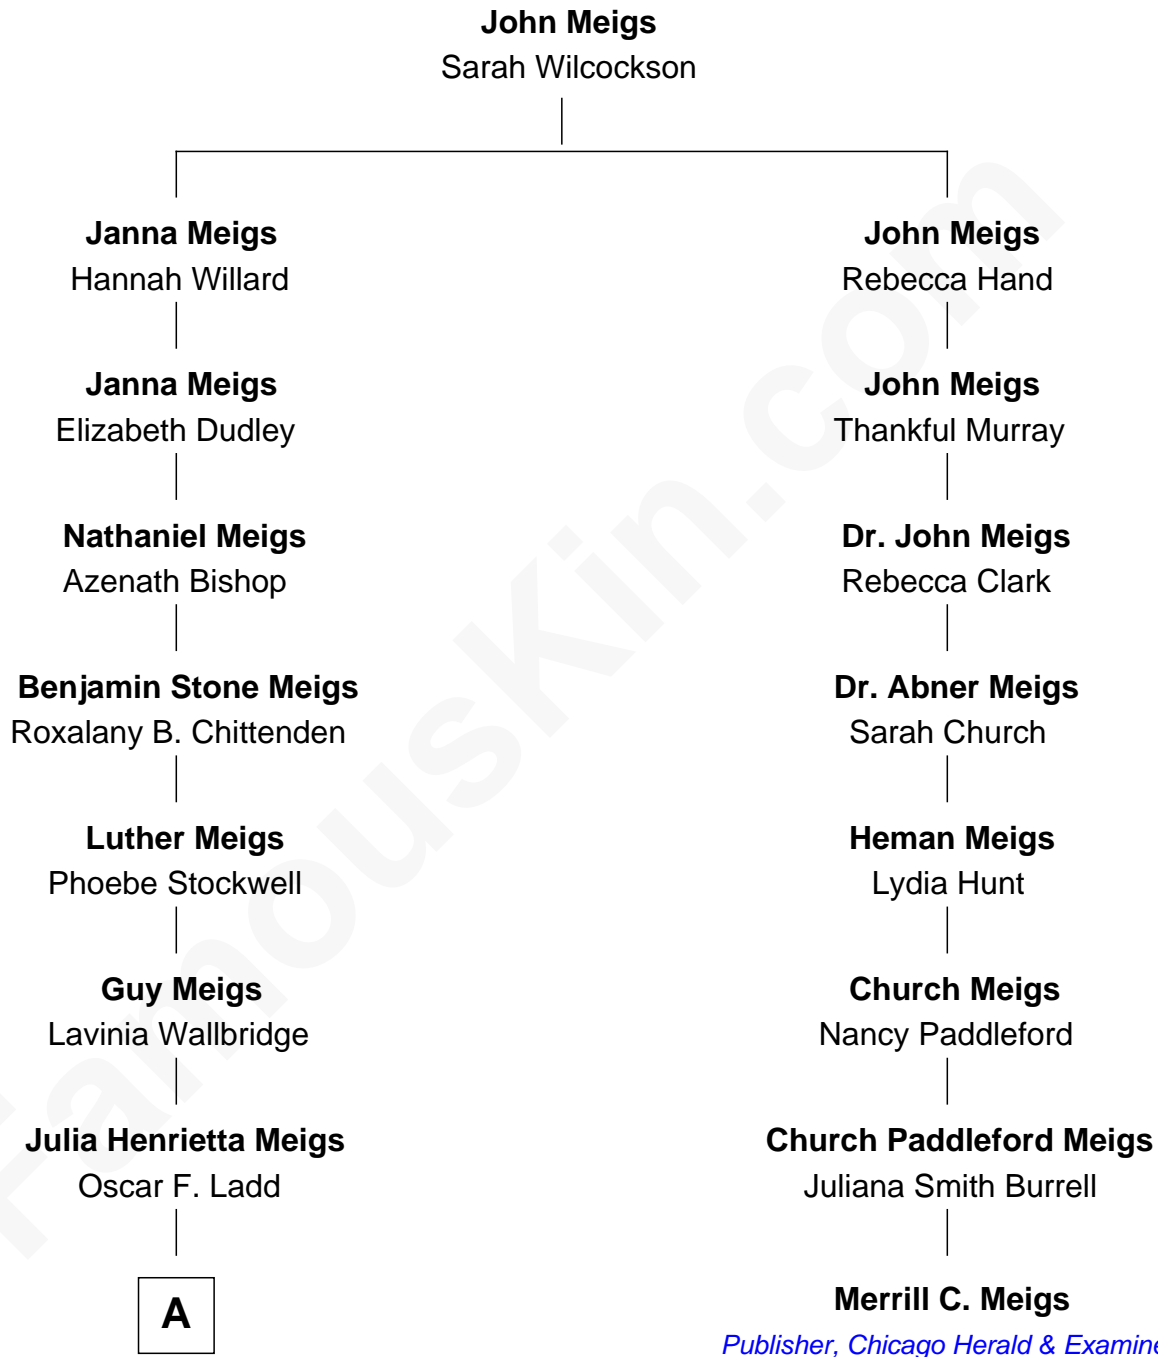 John Meigs
Sarah Wilcockson
Janna Meigs
Hannah Willard
John Meigs
Rebecca Hand
Janna Meigs
Elizabeth Dudley
John Meigs
Thankful Murray
Nathaniel Meigs
Azenath Bishop
Dr. John Meigs
Rebecca Clark
Benjamin Stone Meigs
Roxalany B. Chittenden
Dr. Abner Meigs
Sarah Church
Luther Meigs
Phoebe Stockwell
Heman Meigs
Lydia Hunt
Guy Meigs
Lavinia Wallbridge
Church Meigs
Nancy Paddleford
Julia Henrietta Meigs
Oscar F. Ladd
Church Paddleford Meigs
Juliana Smith Burrell
A
Merrill C. Meigs
Publisher, Chicago Herald & Examine
FamousKin.com